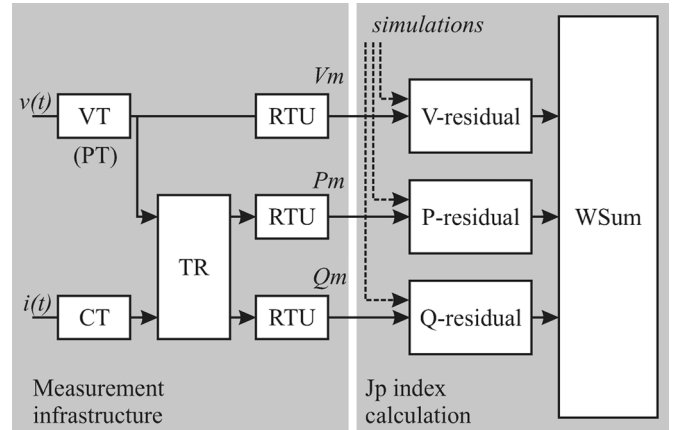 simulations
Vm
v(t)
VT
RTU
V-residual
(PT)
Pm
RTU
P-residual
WSum
TR
Qm
i(t)
CT
RTU
Q-residual
Measurement
infrastructure
Jp index
calculation